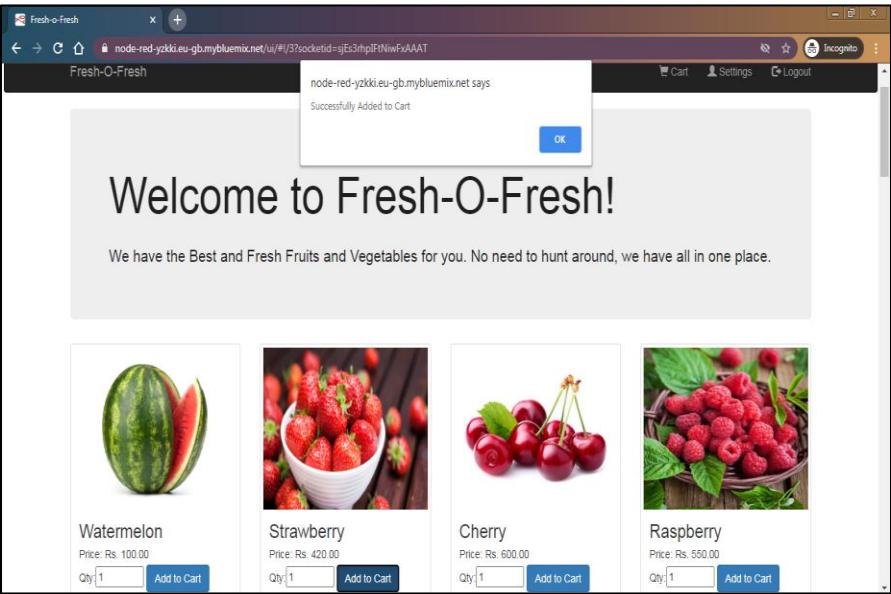 Fresh-o-Fresh
node-red-yzkki.eu-gb.mybluemix.net/ui/#!/3?socketid=sjEs3rhpIFtNiwFxAAAT
Incognito
Fresh-O-Fresh
Cart Settings Logout
node-red-yzkki.eu-gb.mybluemix.net says
Successfully Added to Cart
OK
Welcome to Fresh-O-Fresh!
We have the Best and Fresh Fruits and Vegetables for you. No need to hunt around, we have all in one place.
Watermelon
Price: Rs. 100.00
Qty: 1 Add to Cart
Strawberry
Price: Rs. 420.00
Qty: 1 Add to Cart
Cherry
Price: Rs. 600.00
Qty: 1 Add to Cart
Raspberry
Price: Rs. 550.00
Qty: 1 Add to Cart